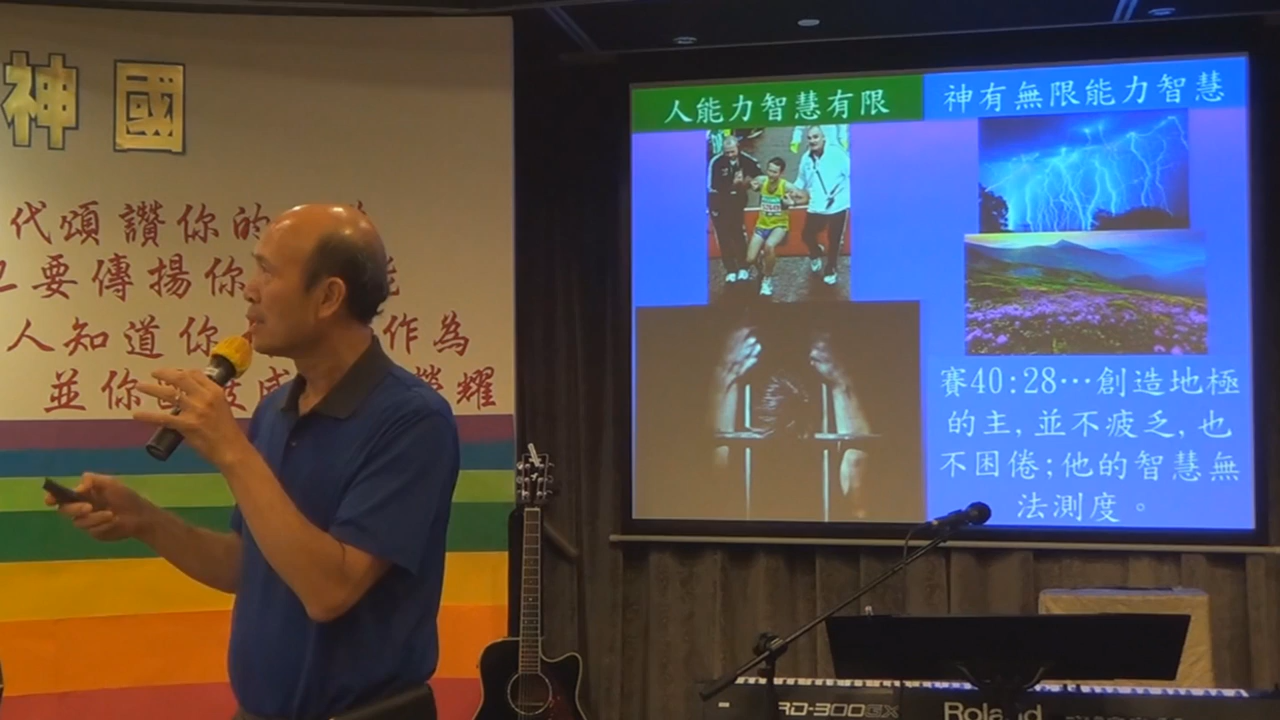 神國
代頌讚你的
要傳揚你
人知道你 作為
並你 榮耀
人能力智慧有限
神有無限能力智慧
賽40:28…創造地極
的主,並不疲乏,也
不困倦;他的智慧無
法測度。
RD-300GX
Roland